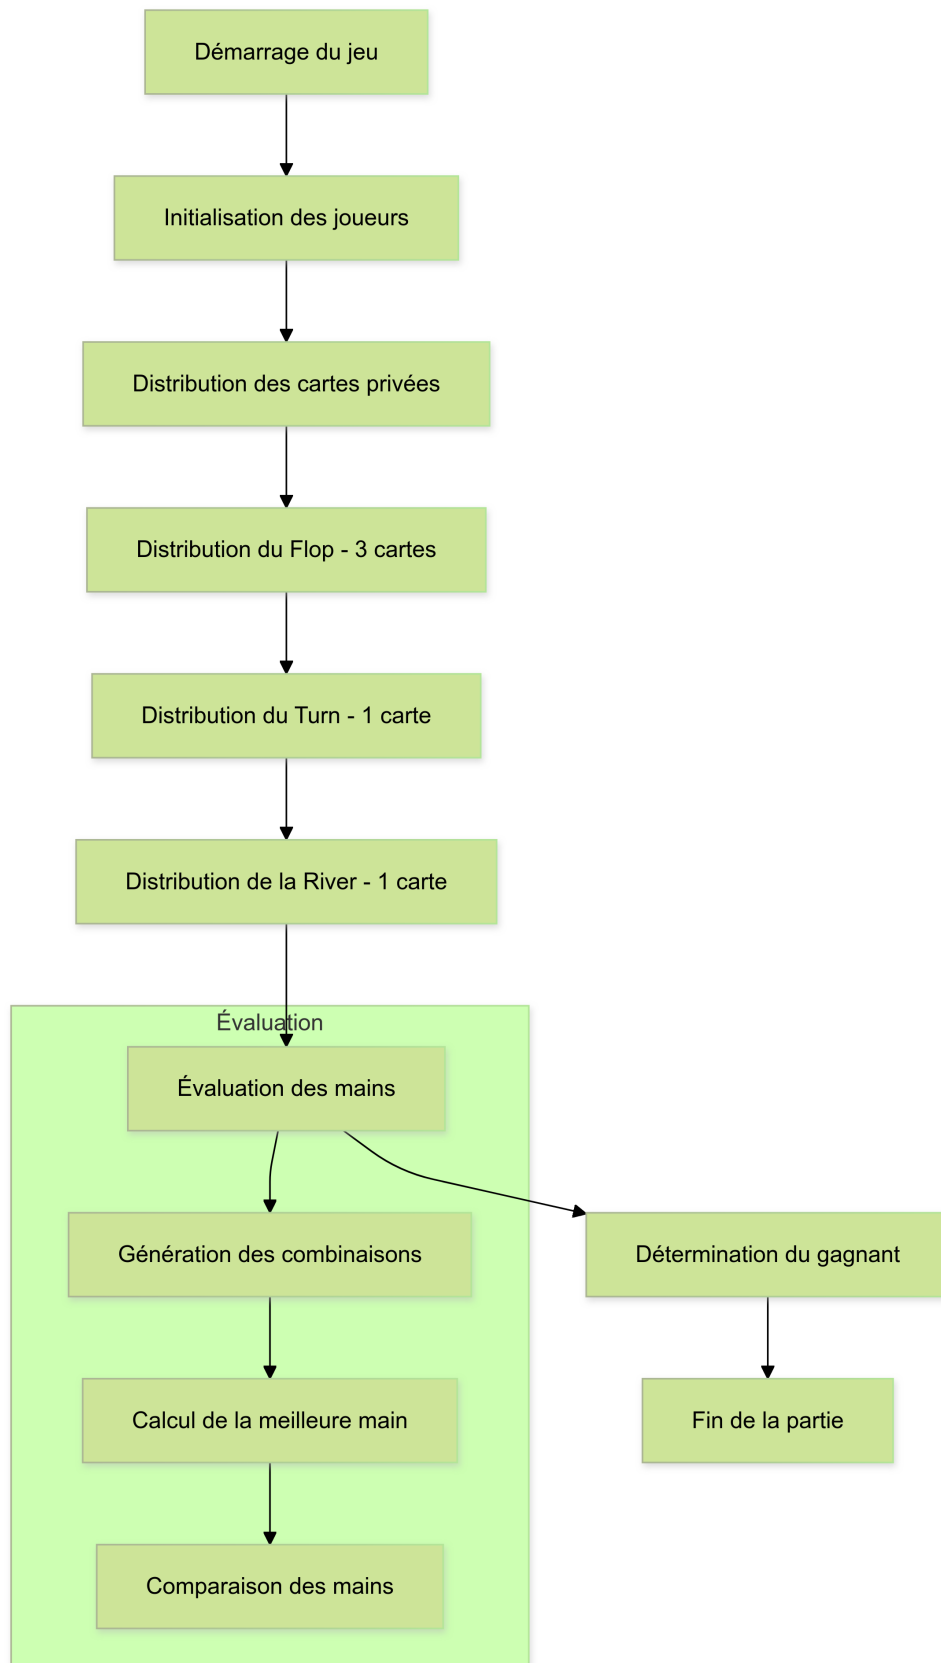 Démarrage du jeu
Initialisation des joueurs
Distribution des cartes privées
Distribution du Flop - 3 cartes
Distribution du Turn - 1 carte
Distribution de la River - 1 carte
Évaluation
Évaluation des mains
Génération des combinaisons
Détermination du gagnant
Calcul de la meilleure main
Fin de la partie
Comparaison des mains